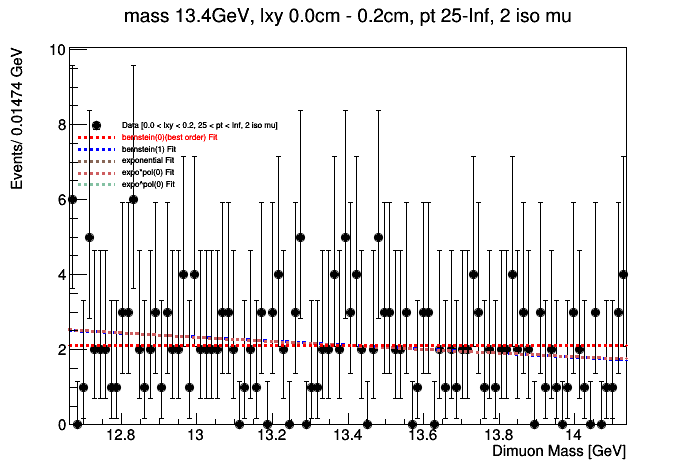 mass 13.4GeV, lxy 0.0cm - 0.2cm, pt 25-Inf, 2 iso mu
Events/ 0.01474 GeV
10
8
6
4
2
0
Data [0.0 < lxy < 0.2, 25 < pt < Inf, 2 iso mu]
bernstein(0)(best order) Fit
bernstein(1) Fit
exponential Fit
expo*pol(0) Fit
expo*pol(0) Fit
12.8 13 13.2 13.4 13.6 13.8 14
Dimuon Mass [GeV]